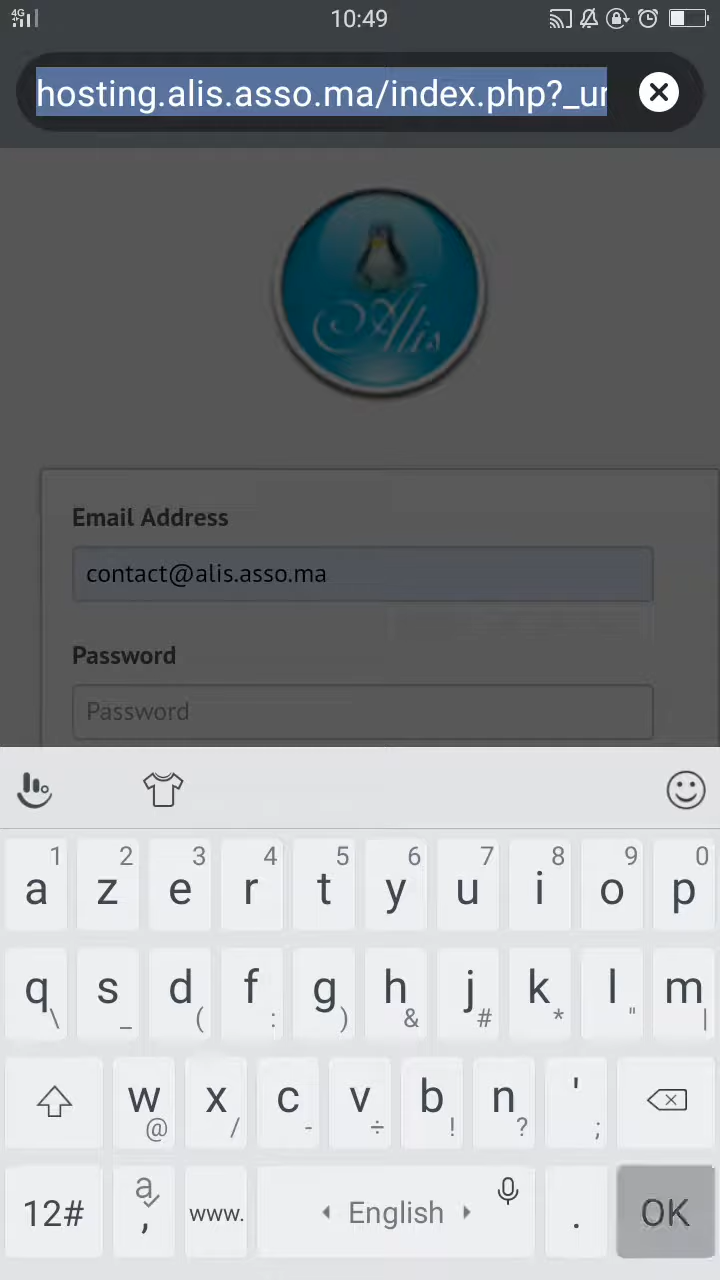 4G
10:49
hosting.alis.asso.ma/index.php?_ur
Alis
Email Address
contact@alis.asso.ma
Password
Password
1 2 3 4 5 6 7 8 9 0
a z e r t y u i o p
q s d f g h j k l m
\ _ ( : ) & # * " |
w x c v b n '
@ / - ÷ ! ? ;
12# a , www. English . OK